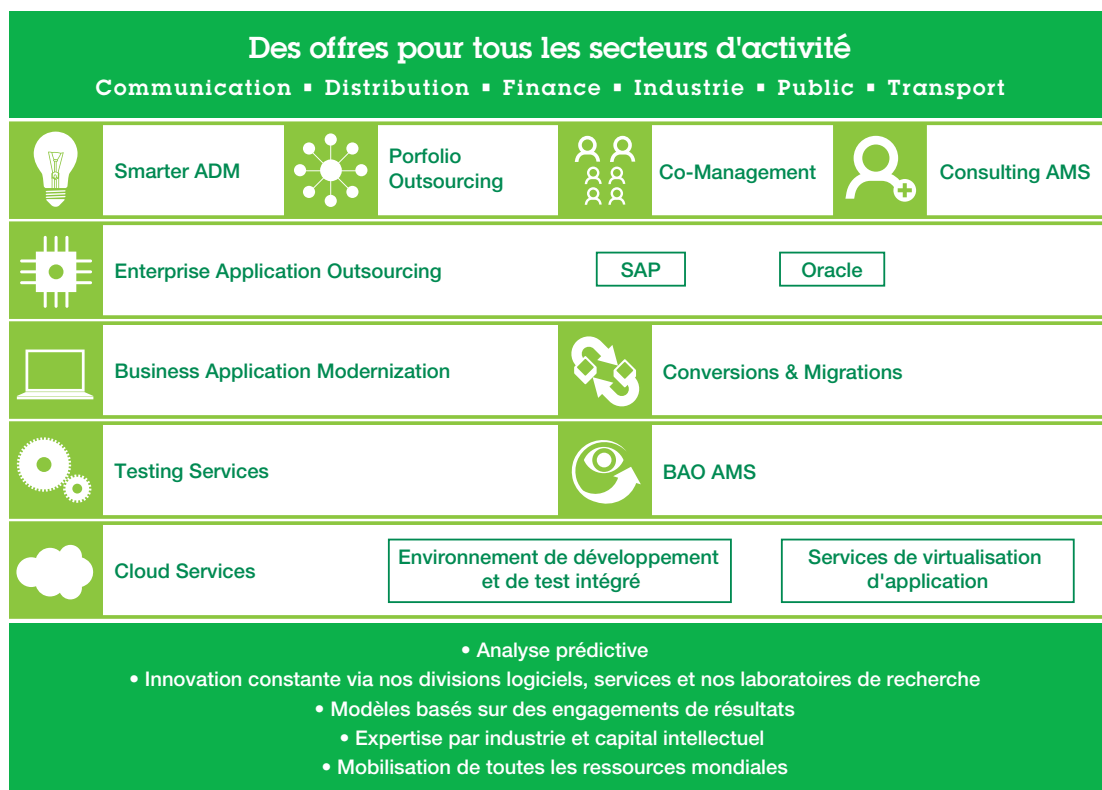 Des offres pour tous les secteurs d'activité
Communication ▪ Distribution ▪ Finance ▪ Industrie ▪ Public ▪ Transport
Smarter ADM
Porfolio
Outsourcing
Co-Management
Consulting AMS
Enterprise Application Outsourcing
SAP
Oracle
Business Application Modernization
Conversions & Migrations
Testing Services
BAO AMS
Cloud Services
Environnement de développement
et de test intégré
Services de virtualisation
d'application
• Analyse prédictive
• Innovation constante via nos divisions logiciels, services et nos laboratoires de recherche
• Modèles basés sur des engagements de résultats
• Expertise par industrie et capital intellectuel
• Mobilisation de toutes les ressources mondiales